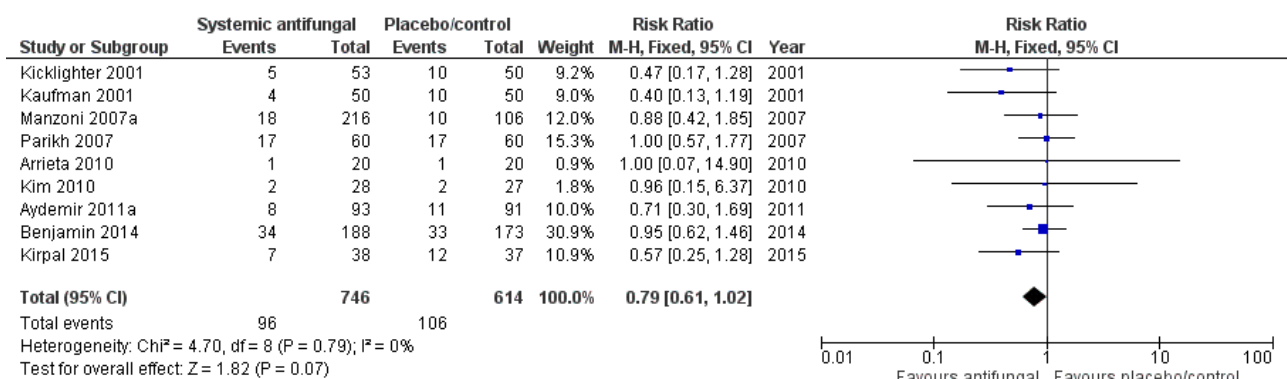 Systemic antifungal Placebo/control Risk Ratio Risk Ratio
Study or Subgroup Events Total Events Total Weight M-H, Fixed, 95% CI Year M-H, Fixed, 95% CI
Kicklighter 2001 5 53 10 50 9.2% 0.47 [0.17, 1.28] 2001
Kaufman 2001 4 50 10 50 9.0% 0.40 [0.13, 1.19] 2001
Manzoni 2007a 18 216 10 106 12.0% 0.88 [0.42, 1.85] 2007
Parikh 2007 17 60 17 60 15.3% 1.00 [0.57, 1.77] 2007
Arrieta 2010 1 20 1 20 0.9% 1.00 [0.07, 14.90] 2010
Kim 2010 2 28 2 27 1.8% 0.96 [0.15, 6.37] 2010
Aydemir 2011a 8 93 11 91 10.0% 0.71 [0.30, 1.69] 2011
Benjamin 2014 34 188 33 173 30.9% 0.95 [0.62, 1.46] 2014
Kirpal 2015 7 38 12 37 10.9% 0.57 [0.25, 1.28] 2015
Total (95% CI) 746 614 100.0% 0.79 [0.61, 1.02]
Total events 96 106
Heterogeneity: Chi² = 4.70, df = 8 (P = 0.79); I² = 0%
Test for overall effect: Z = 1.82 (P = 0.07)
0.01 0.1 1 10 100
Favours antifungal Favours placebo/control